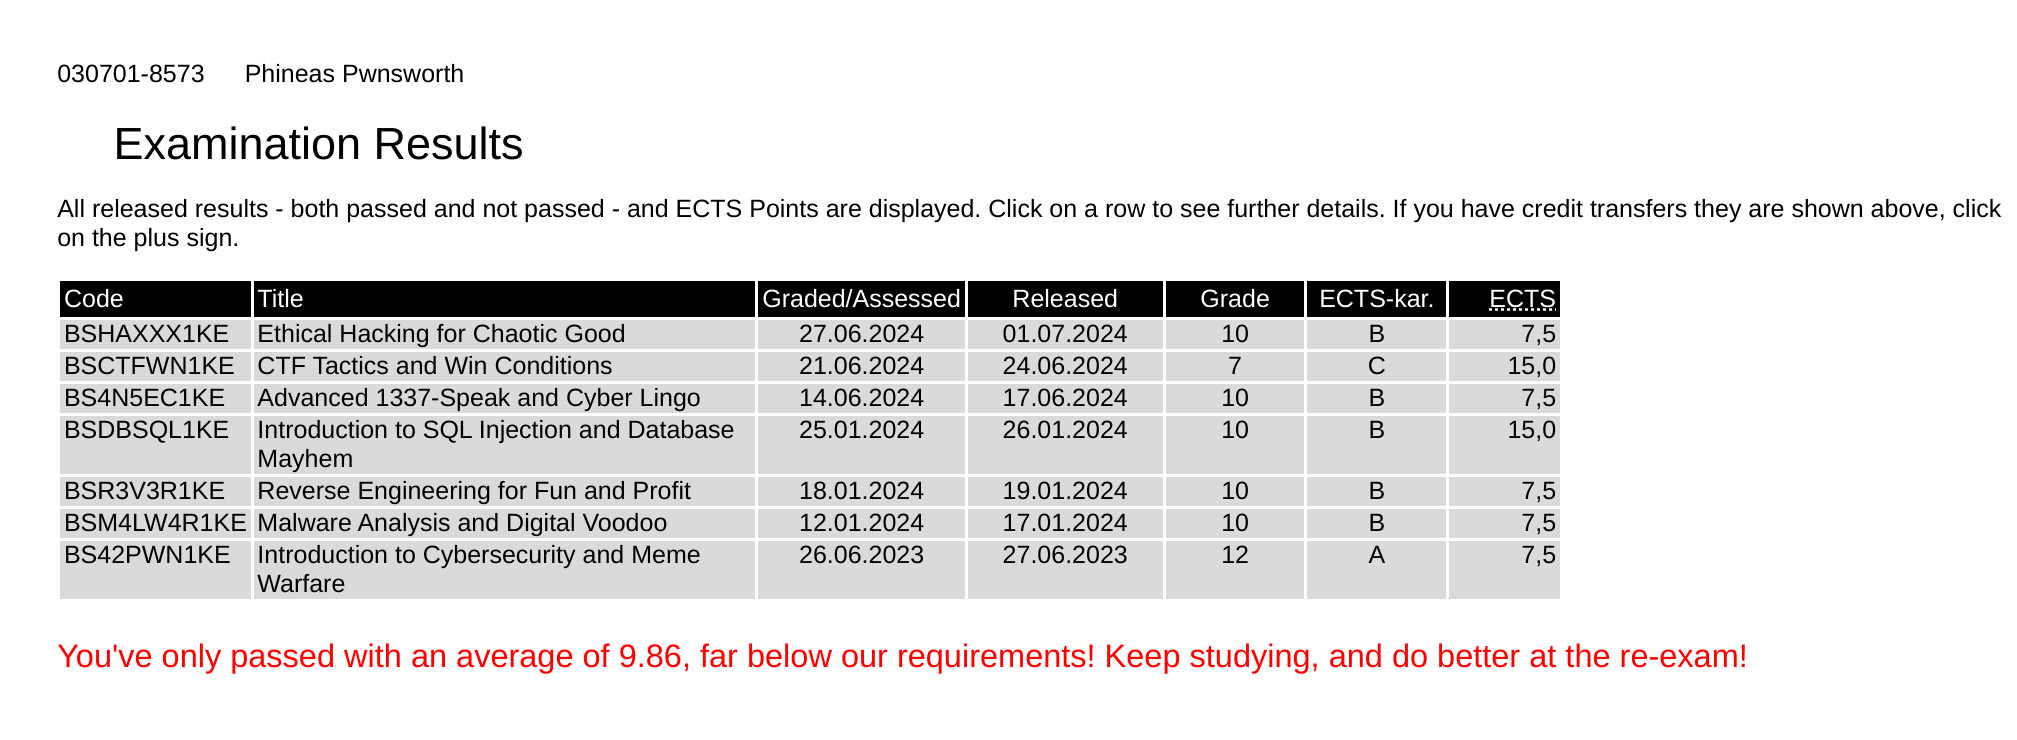 030701-8573 Phineas Pwnsworth
Examination Results
All released results - both passed and not passed - and ECTS Points are displayed. Click on a row to see further details. If you have credit transfers they are shown above, click
on the plus sign.
Code Title Graded/Assessed Released Grade ECTS-kar. ECTS
BSHAXXX1KE Ethical Hacking for Chaotic Good 27.06.2024 01.07.2024 10 B 7,5
BSCTFWN1KE CTF Tactics and Win Conditions 21.06.2024 24.06.2024 7 C 15,0
BS4N5EC1KE Advanced 1337-Speak and Cyber Lingo 14.06.2024 17.06.2024 10 B 7,5
BSDBSQL1KE Introduction to SQL Injection and Database 25.01.2024 26.01.2024 10 B 15,0
Mayhem
BSR3V3R1KE Reverse Engineering for Fun and Profit 18.01.2024 19.01.2024 10 B 7,5
BSM4LW4R1KE Malware Analysis and Digital Voodoo 12.01.2024 17.01.2024 10 B 7,5
BS42PWN1KE Introduction to Cybersecurity and Meme 26.06.2023 27.06.2023 12 A 7,5
Warfare
You've only passed with an average of 9.86, far below our requirements! Keep studying, and do better at the re-exam!